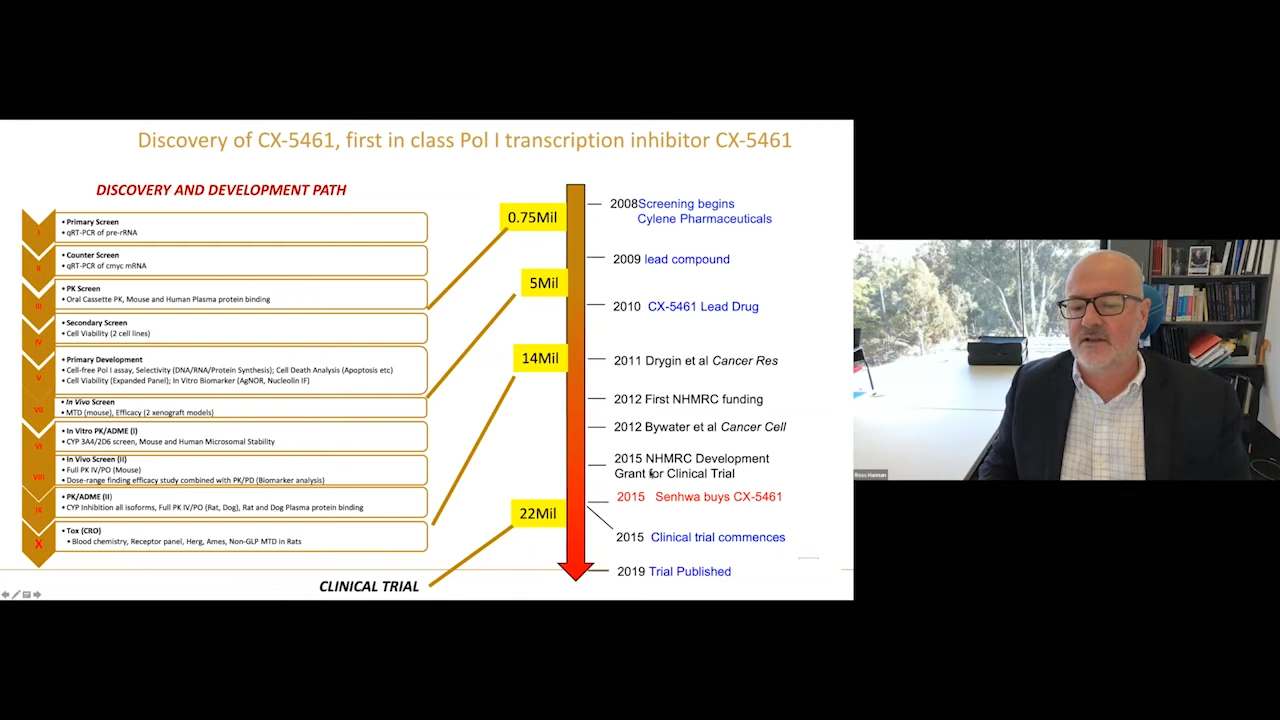 Discovery of CX-5461, first in class Pol I transcription inhibitor CX-5461
DISCOVERY AND DEVELOPMENT PATH
I
• Primary Screen
• qRT-PCR of pre-rRNA
II
• Counter Screen
• qRT-PCR of cmyc mRNA
III
• PK Screen
• Oral Cassette PK, Mouse and Human Plasma protein binding
IV
• Secondary Screen
• Cell Viability (2 cell lines)
V
• Primary Development
• Cell-free Pol I assay, Selectivity (DNA/RNA/Protein Synthesis); Cell Death Analysis (Apoptosis etc)
• Cell Viability (Expanded Panel); In Vitro Biomarker (AgNOR, Nucleolin IF)
VII
• In Vivo Screen
• MTD (mouse), Efficacy (2 xenograft models)
VI
• In Vitro PK/ADME (I)
• CYP 3A4/2D6 screen, Mouse and Human Microsomal Stability
VIII
• In Vivo Screen (II)
• Full PK IV/PO (Mouse)
• Dose-range finding efficacy study combined with PK/PD (Biomarker analysis)
IX
• PK/ADME (II)
• CYP Inhibition all isoforms, Full PK IV/PO (Rat, Dog), Rat and Dog Plasma protein binding
X
• Tox (CRO)
• Blood chemistry, Receptor panel, Herg, Ames, Non-GLP MTD in Rats
CLINICAL TRIAL
0.75Mil
5Mil
14Mil
22Mil
2008Screening begins
Cylene Pharmaceuticals
2009 lead compound
2010 CX-5461 Lead Drug
2011 Drygin et al Cancer Res
2012 First NHMRC funding
2012 Bywater et al Cancer Cell
2015 NHMRC Development
Grant for Clinical Trial
2015 Senhwa buys CX-5461
2015 Clinical trial commences
2019 Trial Published
Ross Hannan